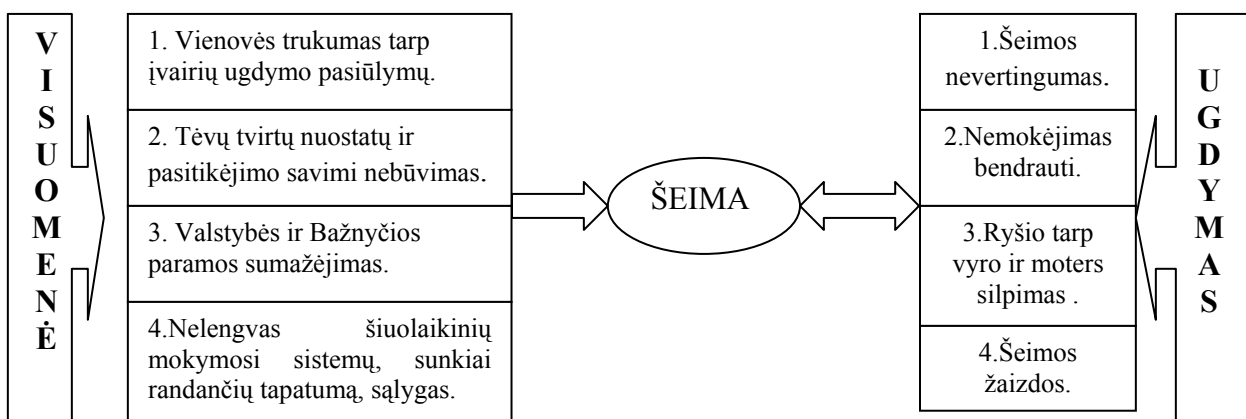 VISUOMENĖ
1. Vienovės trukumas tarp
įvairių ugdymo pasiūlymų.
2. Tėvų tvirtų nuostatų ir
pasitikėjimo savimi nebūvimas.
3. Valstybės ir Bažnyčios
paramos sumažėjimas.
4.Nelengvas šiuolaikinių
mokymosi sistemų, sunkiai
randančių tapatumą, sąlygas.
ŠEIMA
1.Šeimos
nevertingumas.
2.Nemokėjimas
bendrauti.
3.Ryšio tarp
vyro ir moters
silpimas .
4.Šeimos
žaizdos.
UGDYMAS